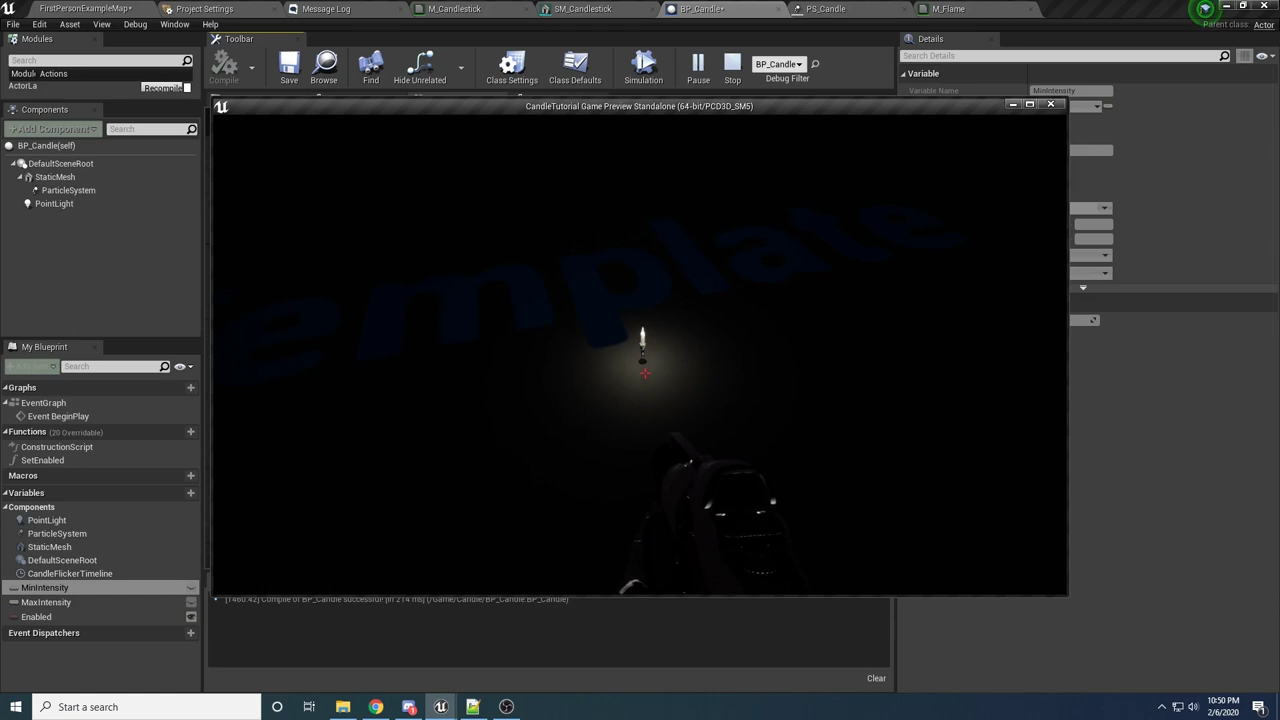 FirstPersonExampleMap*
Project Settings
Message Log
M_Candlestick
SM_Candlestick
BP_Candle*
PS_Candle
M_Flame
File
Edit
Asset
View
Debug
Window
Help
Parent class: Actor
Modules
Search
Actions
Recompile
Components
+Add Component
Search
BP_Candle(self)
DefaultSceneRoot
StaticMesh
ParticleSystem
PointLight
My Blueprint
Search
Graphs
EventGraph
Event BeginPlay
Functions (20 Overridable)
ConstructionScript
SetEnabled
Macros
Variables
Components
PointLight
ParticleSystem
StaticMesh
DefaultSceneRoot
CandleFlickerTimeline
MinIntensity
MaxIntensity
Enabled
Event Dispatchers
Toolbar
Compile
Save
Browse
Find
Hide Unrelated
Class Settings
Class Defaults
Simulation
Pause
Stop
BP_Candle
Debug Filter
CandleTutorial Game Preview Standalone (64-bit/PCD3D_SM5)
emplate
[1460.42] Compile of BP_Candle successful! [in 214 ms] (/Game/Candle/BP_Candle.BP_Candle)
Clear
Details
Search Details
Variable
Variable Name
MinIntensity
Start a search
10:50 PM
2/6/2020